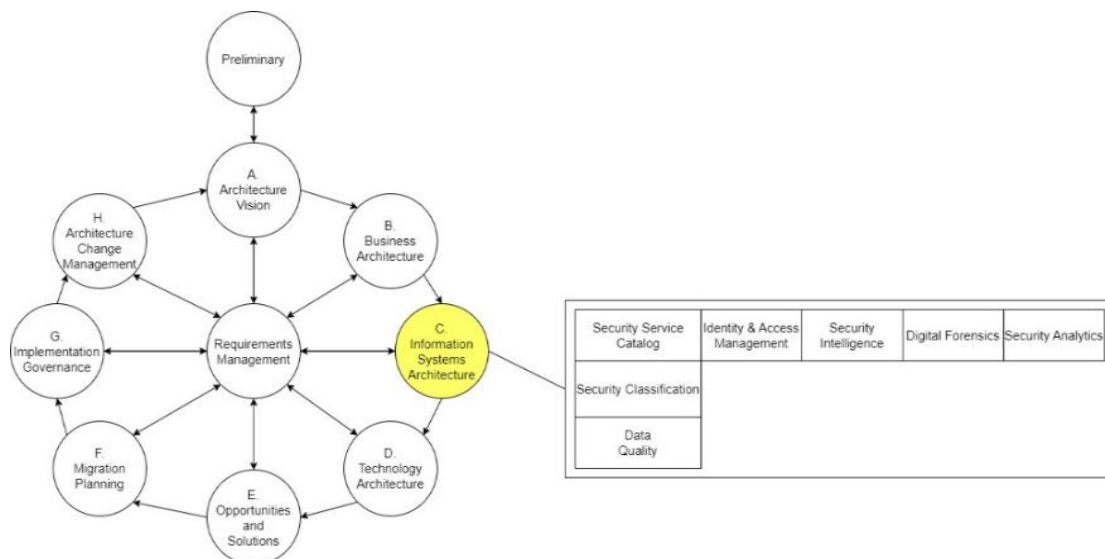 Preliminary
A.
Architecture
Vision
H.
Architecture
Change
Management
B.
Business
Architecture
G.
Implementation
Governance
Requirements
Management
C.
Information
Systems
Architecture
F.
Migration
Planning
D.
Technology
Architecture
E.
Opportunities
and
Solutions
Security Service
Catalog
Identity & Access
Management
Security
Intelligence
Digital Forensics
Security Analytics
Security Classification
Data
Quality